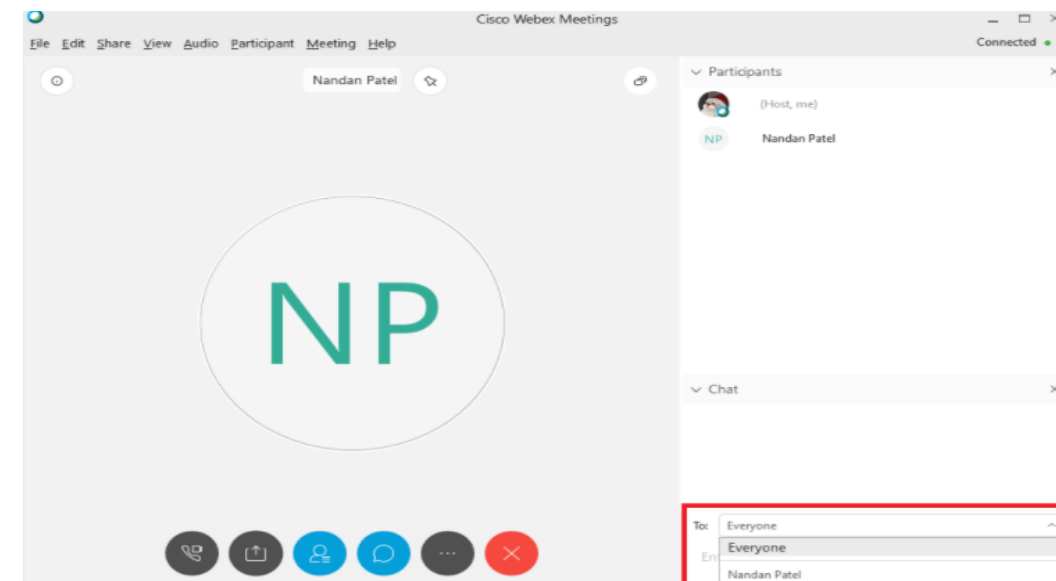 Cisco Webex Meetings
File Edit Share View Audio Participant Meeting Help
Connected
Nandan Patel
NP
Participants
(Host, me)
NP Nandan Patel
Chat
To: Everyone
Everyone
Nandan Patel